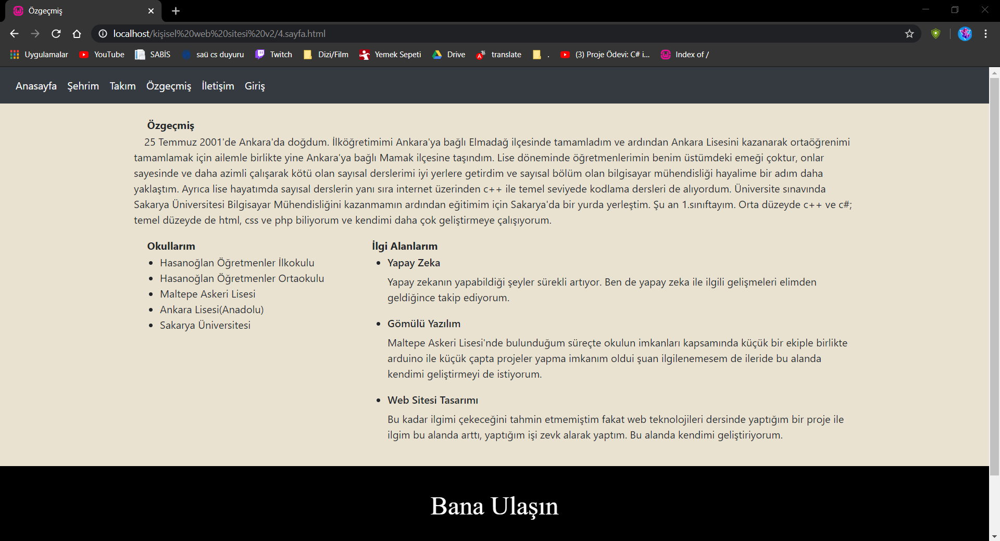 Özgeçmiş
localhost/kişisel%20web%20sitesi%20v2/4.sayfa.html
Uygulamalar YouTube SABİS saü cs duyuru Twitch Dizi/Film Yemek Sepeti Drive translate . (3) Proje Ödevi: C# i... Index of /
Anasayfa Şehrim Takım Özgeçmiş İletişim Giriş
Özgeçmiş
25 Temmuz 2001'de Ankara'da doğdum. İlköğretimimi Ankara'ya bağlı Elmadağ ilçesinde tamamladım ve ardından Ankara Lisesini kazanarak ortaöğrenimi
tamamlamak için ailemle birlikte yine Ankara'ya bağlı Mamak ilçesine taşındım. Lise döneminde öğretmenlerimin benim üstümdeki emeği çoktur, onlar
sayesinde ve daha azimli çalışarak kötü olan sayısal derslerimi iyi yerlere getirdim ve sayısal bölüm olan bilgisayar mühendisliği hayalime bir adım daha
yaklaştım. Ayrıca lise hayatımda sayısal derslerin yanı sıra internet üzerinden c++ ile temel seviyede kodlama dersleri de alıyordum. Üniversite sınavında
Sakarya Üniversitesi Bilgisayar Mühendisliğini kazanmamın ardından eğitimim için Sakarya'da bir yurda yerleştim. Şu an 1.sınıftayım. Orta düzeyde c++ ve c#;
temel düzeyde de html, css ve php biliyorum ve kendimi daha çok geliştirmeye çalışıyorum.
Okullarım
Hasanoğlan Öğretmenler İlkokulu
Hasanoğlan Öğretmenler Ortaokulu
Maltepe Askeri Lisesi
Ankara Lisesi(Anadolu)
Sakarya Üniversitesi
İlgi Alanlarım
Yapay Zeka
Yapay zekanın yapabildiği şeyler sürekli artıyor. Ben de yapay zeka ile ilgili gelişmeleri elimden
geldiğince takip ediyorum.
Gömülü Yazılım
Maltepe Askeri Lisesi'nde bulunduğum süreçte okulun imkanları kapsamında küçük bir ekiple birlikte
arduino ile küçük çapta projeler yapma imkanım oldui şuan ilgilenemesem de ileride bu alanda
kendimi geliştirmeyi de istiyorum.
Web Sitesi Tasarımı
Bu kadar ilgimi çekeceğini tahmin etmemiştim fakat web teknolojileri dersinde yaptığım bir proje ile
ilgim bu alanda arttı, yaptığım işi zevk alarak yaptım. Bu alanda kendimi geliştiriyorum.
Bana Ulaşın